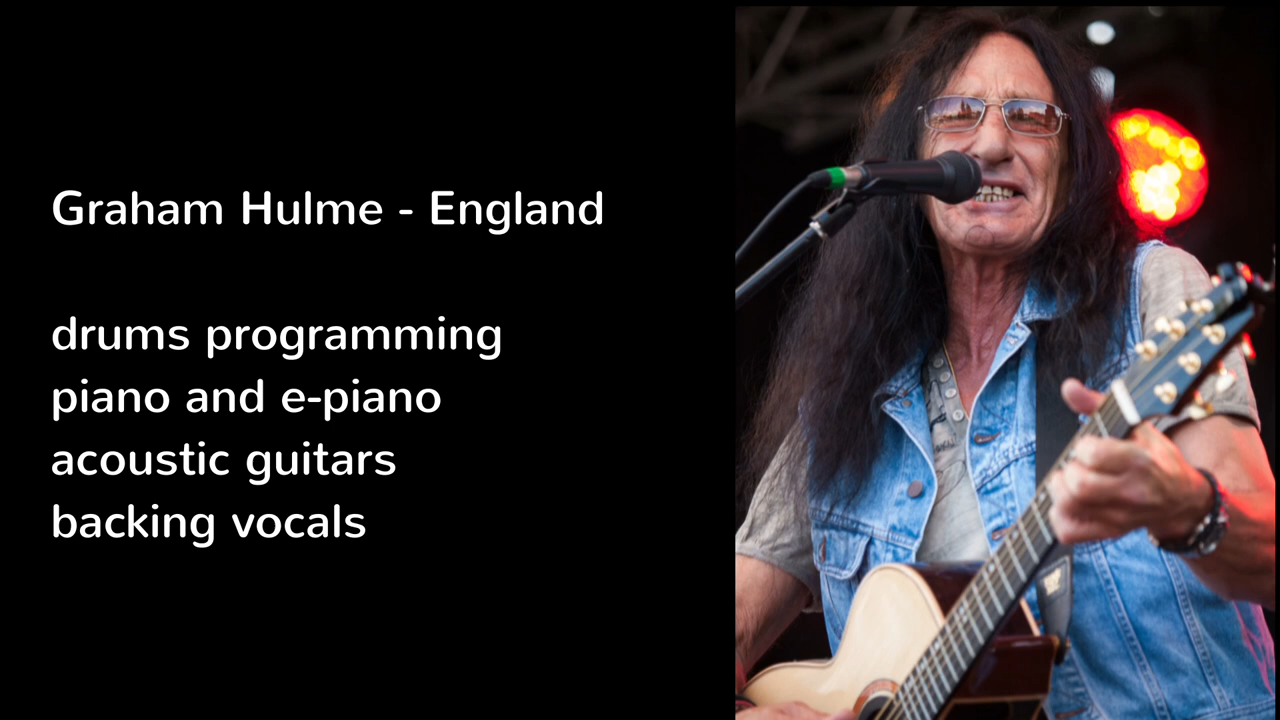 Graham Hulme - England
drums programming
piano and e-piano
acoustic guitars
backing vocals